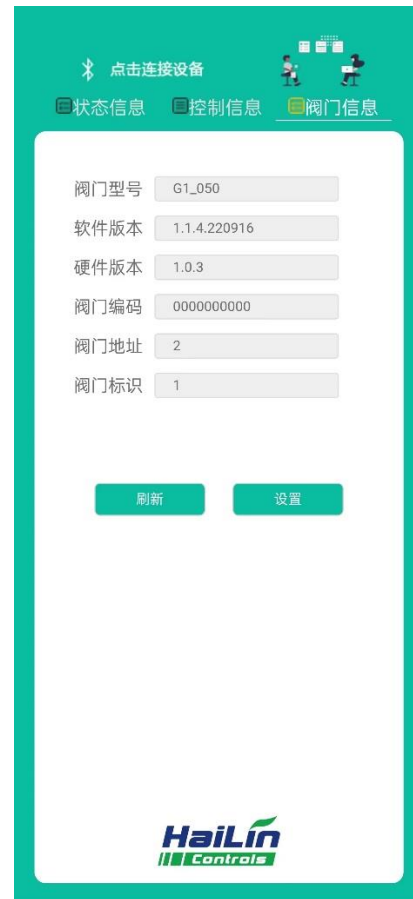 点击连接设备
状态信息 控制信息 阀门信息
阀门型号 G1_050
软件版本 1.1.4.220916
硬件版本 1.0.3
阀门编码 0000000000
阀门地址 2
阀门标识 1
刷新 设置
HaiLin
Controls